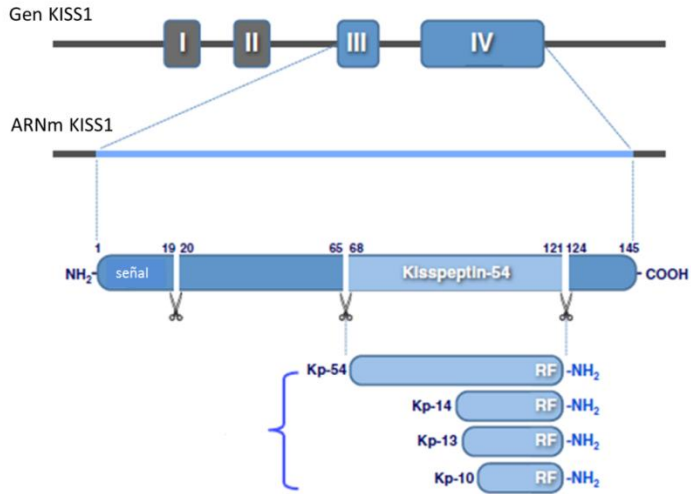 Gen KISS1
I II III IV
ARNm KISS1
1 19 20 65 68 121 124 145
NH2 señal Kisspeptin-54 COOH
Kp-54 RF -NH2
Kp-14 RF -NH2
Kp-13 RF -NH2
Kp-10 RF -NH2